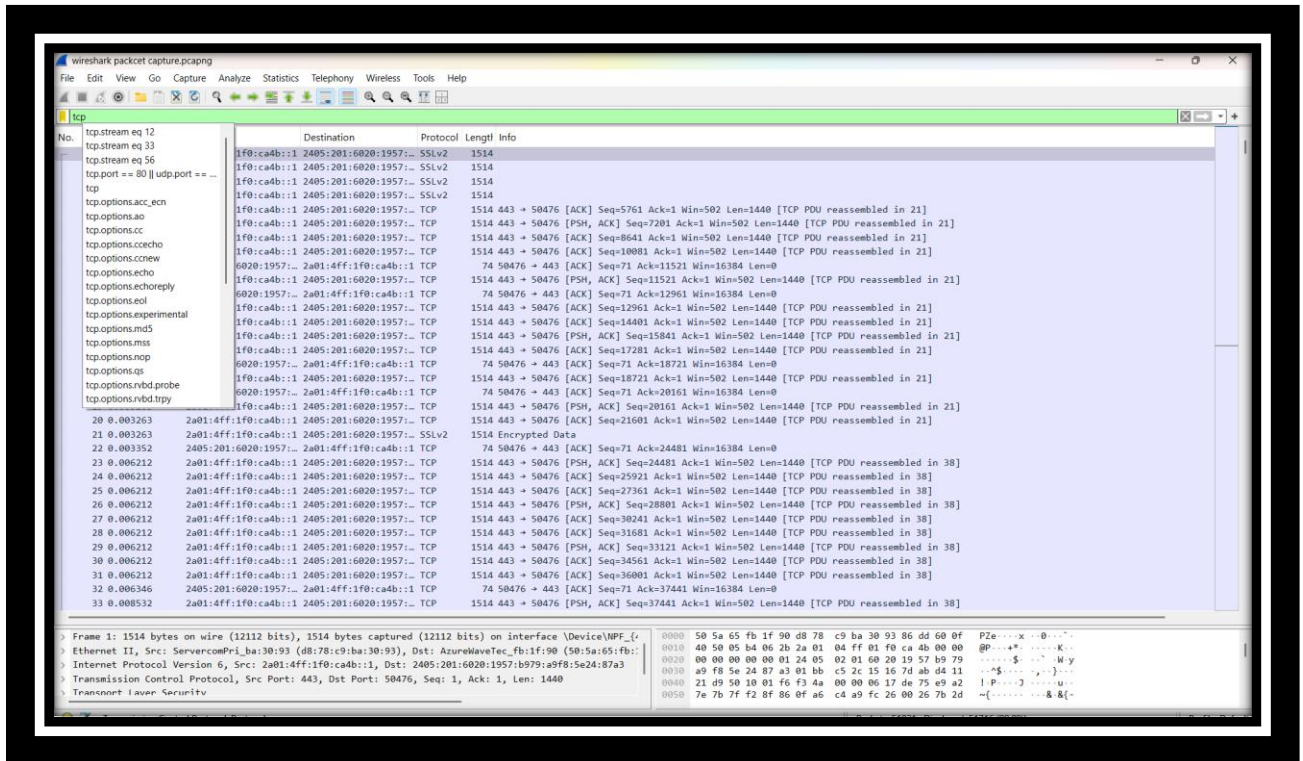 wireshark packcet capture.pcapng
File Edit View Go Capture Analyze Statistics Telephony Wireless Tools Help
tcp
No. Destination Protocol Lengtl Info
tcp.stream eq 12
tcp.stream eq 33
tcp.stream eq 56
tcp.port == 80 || udp.port == ...
tcp
tcp.options.acc_ecn
tcp.options.ao
tcp.options.cc
tcp.options.ccecho
tcp.options.ccnew
tcp.options.echo
tcp.options.echoreply
tcp.options.eol
tcp.options.experimental
tcp.options.md5
tcp.options.mss
tcp.options.nop
tcp.options.qs
tcp.options.rvbd.probe
tcp.options.rvbd.trpy
1f0:ca4b::1 2405:201:6020:1957:… SSLv2 1514
1f0:ca4b::1 2405:201:6020:1957:… SSLv2 1514
1f0:ca4b::1 2405:201:6020:1957:… SSLv2 1514
1f0:ca4b::1 2405:201:6020:1957:… SSLv2 1514
1f0:ca4b::1 2405:201:6020:1957:… TCP 1514 443 → 50476 [ACK] Seq=5761 Ack=1 Win=502 Len=1440 [TCP PDU reassembled in 21]
1f0:ca4b::1 2405:201:6020:1957:… TCP 1514 443 → 50476 [PSH, ACK] Seq=7201 Ack=1 Win=502 Len=1440 [TCP PDU reassembled in 21]
1f0:ca4b::1 2405:201:6020:1957:… TCP 1514 443 → 50476 [ACK] Seq=8641 Ack=1 Win=502 Len=1440 [TCP PDU reassembled in 21]
1f0:ca4b::1 2405:201:6020:1957:… TCP 1514 443 → 50476 [ACK] Seq=10081 Ack=1 Win=502 Len=1440 [TCP PDU reassembled in 21]
6020:1957:… 2a01:4ff:1f0:ca4b::1 TCP 74 50476 → 443 [ACK] Seq=71 Ack=11521 Win=16384 Len=0
1f0:ca4b::1 2405:201:6020:1957:… TCP 1514 443 → 50476 [PSH, ACK] Seq=11521 Ack=1 Win=502 Len=1440 [TCP PDU reassembled in 21]
6020:1957:… 2a01:4ff:1f0:ca4b::1 TCP 74 50476 → 443 [ACK] Seq=71 Ack=12961 Win=16384 Len=0
1f0:ca4b::1 2405:201:6020:1957:… TCP 1514 443 → 50476 [ACK] Seq=12961 Ack=1 Win=502 Len=1440 [TCP PDU reassembled in 21]
1f0:ca4b::1 2405:201:6020:1957:… TCP 1514 443 → 50476 [ACK] Seq=14401 Ack=1 Win=502 Len=1440 [TCP PDU reassembled in 21]
1f0:ca4b::1 2405:201:6020:1957:… TCP 1514 443 → 50476 [PSH, ACK] Seq=15841 Ack=1 Win=502 Len=1440 [TCP PDU reassembled in 21]
1f0:ca4b::1 2405:201:6020:1957:… TCP 1514 443 → 50476 [ACK] Seq=17281 Ack=1 Win=502 Len=1440 [TCP PDU reassembled in 21]
6020:1957:… 2a01:4ff:1f0:ca4b::1 TCP 74 50476 → 443 [ACK] Seq=71 Ack=18721 Win=16384 Len=0
1f0:ca4b::1 2405:201:6020:1957:… TCP 1514 443 → 50476 [ACK] Seq=18721 Ack=1 Win=502 Len=1440 [TCP PDU reassembled in 21]
6020:1957:… 2a01:4ff:1f0:ca4b::1 TCP 74 50476 → 443 [ACK] Seq=71 Ack=20161 Win=16384 Len=0
1f0:ca4b::1 2405:201:6020:1957:… TCP 1514 443 → 50476 [PSH, ACK] Seq=20161 Ack=1 Win=502 Len=1440 [TCP PDU reassembled in 21]
20 0.003263 2a01:4ff:1f0:ca4b::1 2405:201:6020:1957:… TCP 1514 443 → 50476 [ACK] Seq=21601 Ack=1 Win=502 Len=1440 [TCP PDU reassembled in 21]
21 0.003263 2a01:4ff:1f0:ca4b::1 2405:201:6020:1957:… SSLv2 1514 Encrypted Data
22 0.003352 2405:201:6020:1957:… 2a01:4ff:1f0:ca4b::1 TCP 74 50476 → 443 [ACK] Seq=71 Ack=24481 Win=16384 Len=0
23 0.006212 2a01:4ff:1f0:ca4b::1 2405:201:6020:1957:… TCP 1514 443 → 50476 [PSH, ACK] Seq=24481 Ack=1 Win=502 Len=1440 [TCP PDU reassembled in 38]
24 0.006212 2a01:4ff:1f0:ca4b::1 2405:201:6020:1957:… TCP 1514 443 → 50476 [ACK] Seq=25921 Ack=1 Win=502 Len=1440 [TCP PDU reassembled in 38]
25 0.006212 2a01:4ff:1f0:ca4b::1 2405:201:6020:1957:… TCP 1514 443 → 50476 [ACK] Seq=27361 Ack=1 Win=502 Len=1440 [TCP PDU reassembled in 38]
26 0.006212 2a01:4ff:1f0:ca4b::1 2405:201:6020:1957:… TCP 1514 443 → 50476 [PSH, ACK] Seq=28801 Ack=1 Win=502 Len=1440 [TCP PDU reassembled in 38]
27 0.006212 2a01:4ff:1f0:ca4b::1 2405:201:6020:1957:… TCP 1514 443 → 50476 [ACK] Seq=30241 Ack=1 Win=502 Len=1440 [TCP PDU reassembled in 38]
28 0.006212 2a01:4ff:1f0:ca4b::1 2405:201:6020:1957:… TCP 1514 443 → 50476 [ACK] Seq=31681 Ack=1 Win=502 Len=1440 [TCP PDU reassembled in 38]
29 0.006212 2a01:4ff:1f0:ca4b::1 2405:201:6020:1957:… TCP 1514 443 → 50476 [PSH, ACK] Seq=33121 Ack=1 Win=502 Len=1440 [TCP PDU reassembled in 38]
30 0.006212 2a01:4ff:1f0:ca4b::1 2405:201:6020:1957:… TCP 1514 443 → 50476 [ACK] Seq=34561 Ack=1 Win=502 Len=1440 [TCP PDU reassembled in 38]
31 0.006212 2a01:4ff:1f0:ca4b::1 2405:201:6020:1957:… TCP 1514 443 → 50476 [ACK] Seq=36001 Ack=1 Win=502 Len=1440 [TCP PDU reassembled in 38]
32 0.006346 2405:201:6020:1957:… 2a01:4ff:1f0:ca4b::1 TCP 74 50476 → 443 [ACK] Seq=71 Ack=37441 Win=16384 Len=0
33 0.008532 2a01:4ff:1f0:ca4b::1 2405:201:6020:1957:… TCP 1514 443 → 50476 [PSH, ACK] Seq=37441 Ack=1 Win=502 Len=1440 [TCP PDU reassembled in 38]
Frame 1: 1514 bytes on wire (12112 bits), 1514 bytes captured (12112 bits) on interface \Device\NPF_{
Ethernet II, Src: ServercomPri_ba:30:93 (d8:78:c9:ba:30:93), Dst: AzureWaveTec_fb:1f:90 (50:5a:65:fb:
Internet Protocol Version 6, Src: 2a01:4ff:1f0:ca4b::1, Dst: 2405:201:6020:1957:b979:a9f8:5e24:87a3
Transmission Control Protocol, Src Port: 443, Dst Port: 50476, Seq: 1, Ack: 1, Len: 1440
Transport Layer Security
0000 50 5a 65 fb 1f 90 d8 78 c9 ba 30 93 86 dd 60 0f PZe····x ··0···`·
0010 40 50 05 b4 06 2b 2a 01 04 ff 01 f0 ca 4b 00 00 @P···+*· ·····K··
0020 00 00 00 00 00 01 24 05 02 01 60 20 19 57 b9 79 ······$· ··` ·W·y
0030 a9 f8 5e 24 87 a3 01 bb c5 2c 15 16 7d ab d4 11 ··^$···· ·,··}···
0040 21 d9 50 10 01 f6 f3 4a 00 00 06 17 de 75 e9 a2 !·P····J ·····u··
0050 7e 7b 7f f2 8f 86 0f a6 c4 a9 fc 26 00 26 7b 2d ~{······ ···&·&{-